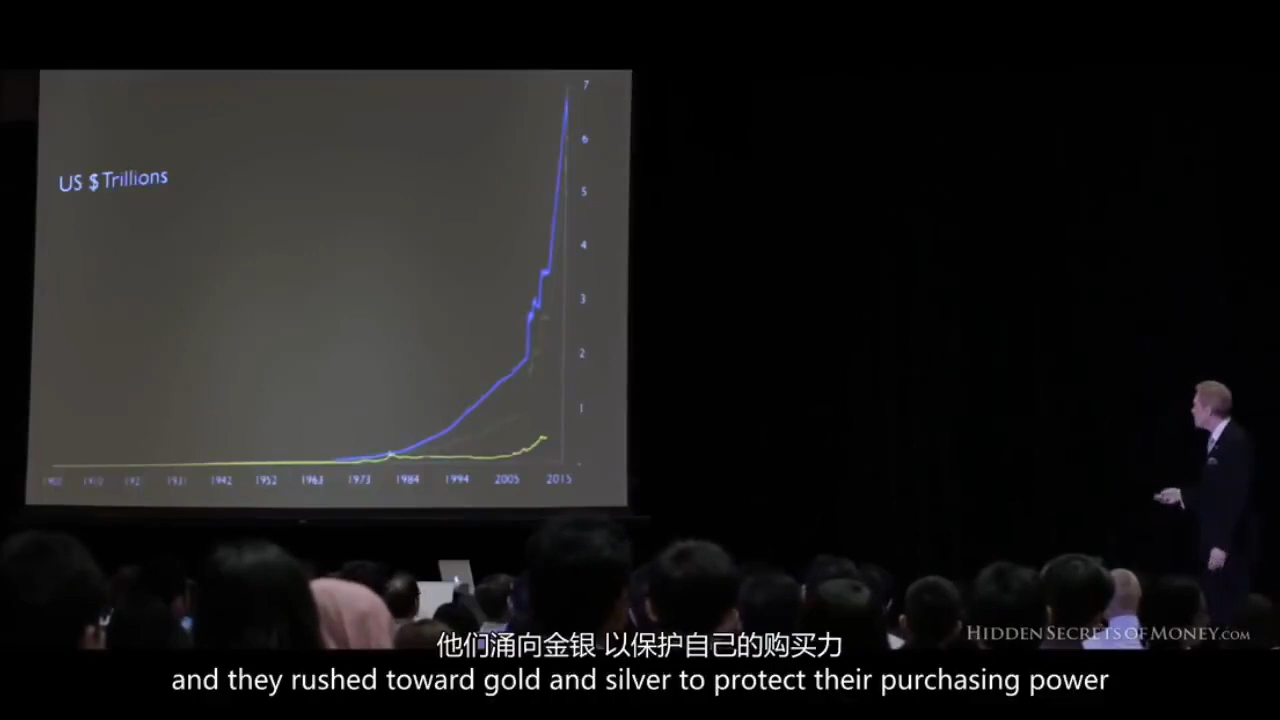 7
US $ Trillions
6
5
4
3
2
1
1931 1942 1952 1963 1973 1984 1994 2005 2015
HIDDEN SECRETS OF MONEY.COM
他们涌向金银 以保护自己的购买力
and they rushed toward gold and silver to protect their purchasing power